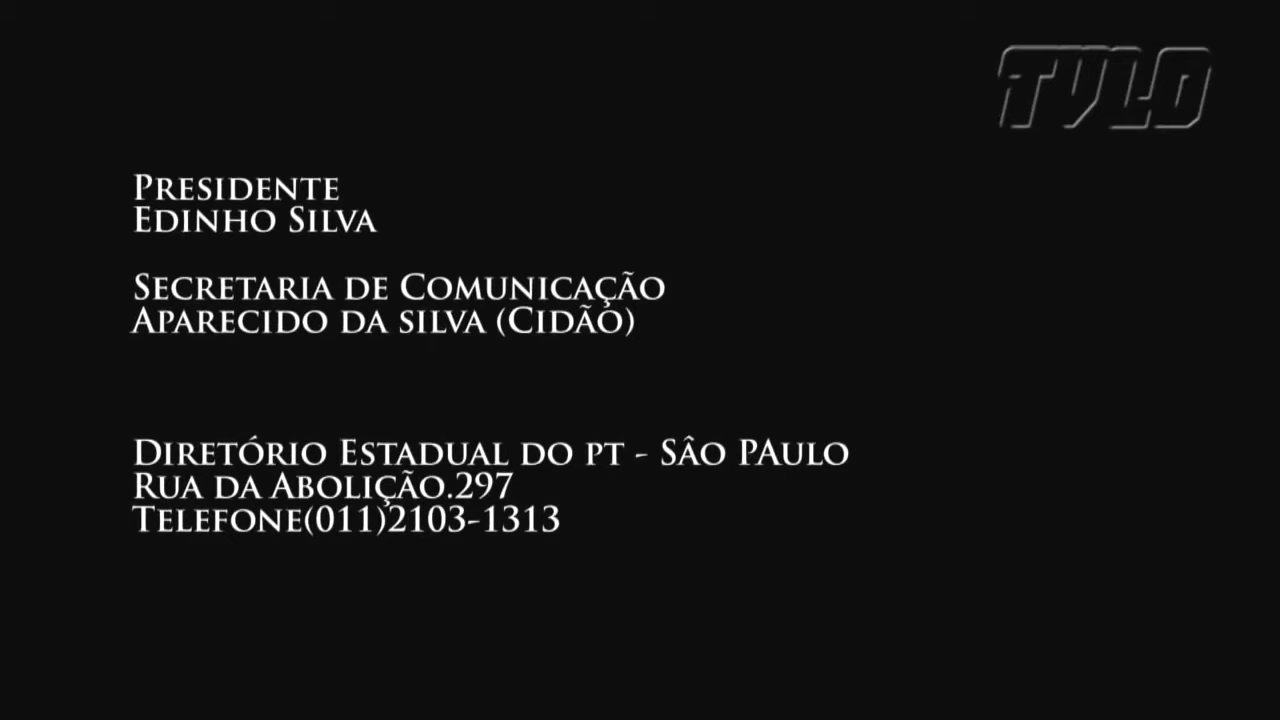 TVLD
Presidente
Edinho Silva
Secretaria de Comunicação
Aparecido da silva (Cidão)
Diretório Estadual do pt - Sâo PAulo
Rua da Abolição.297
Telefone(011)2103-1313